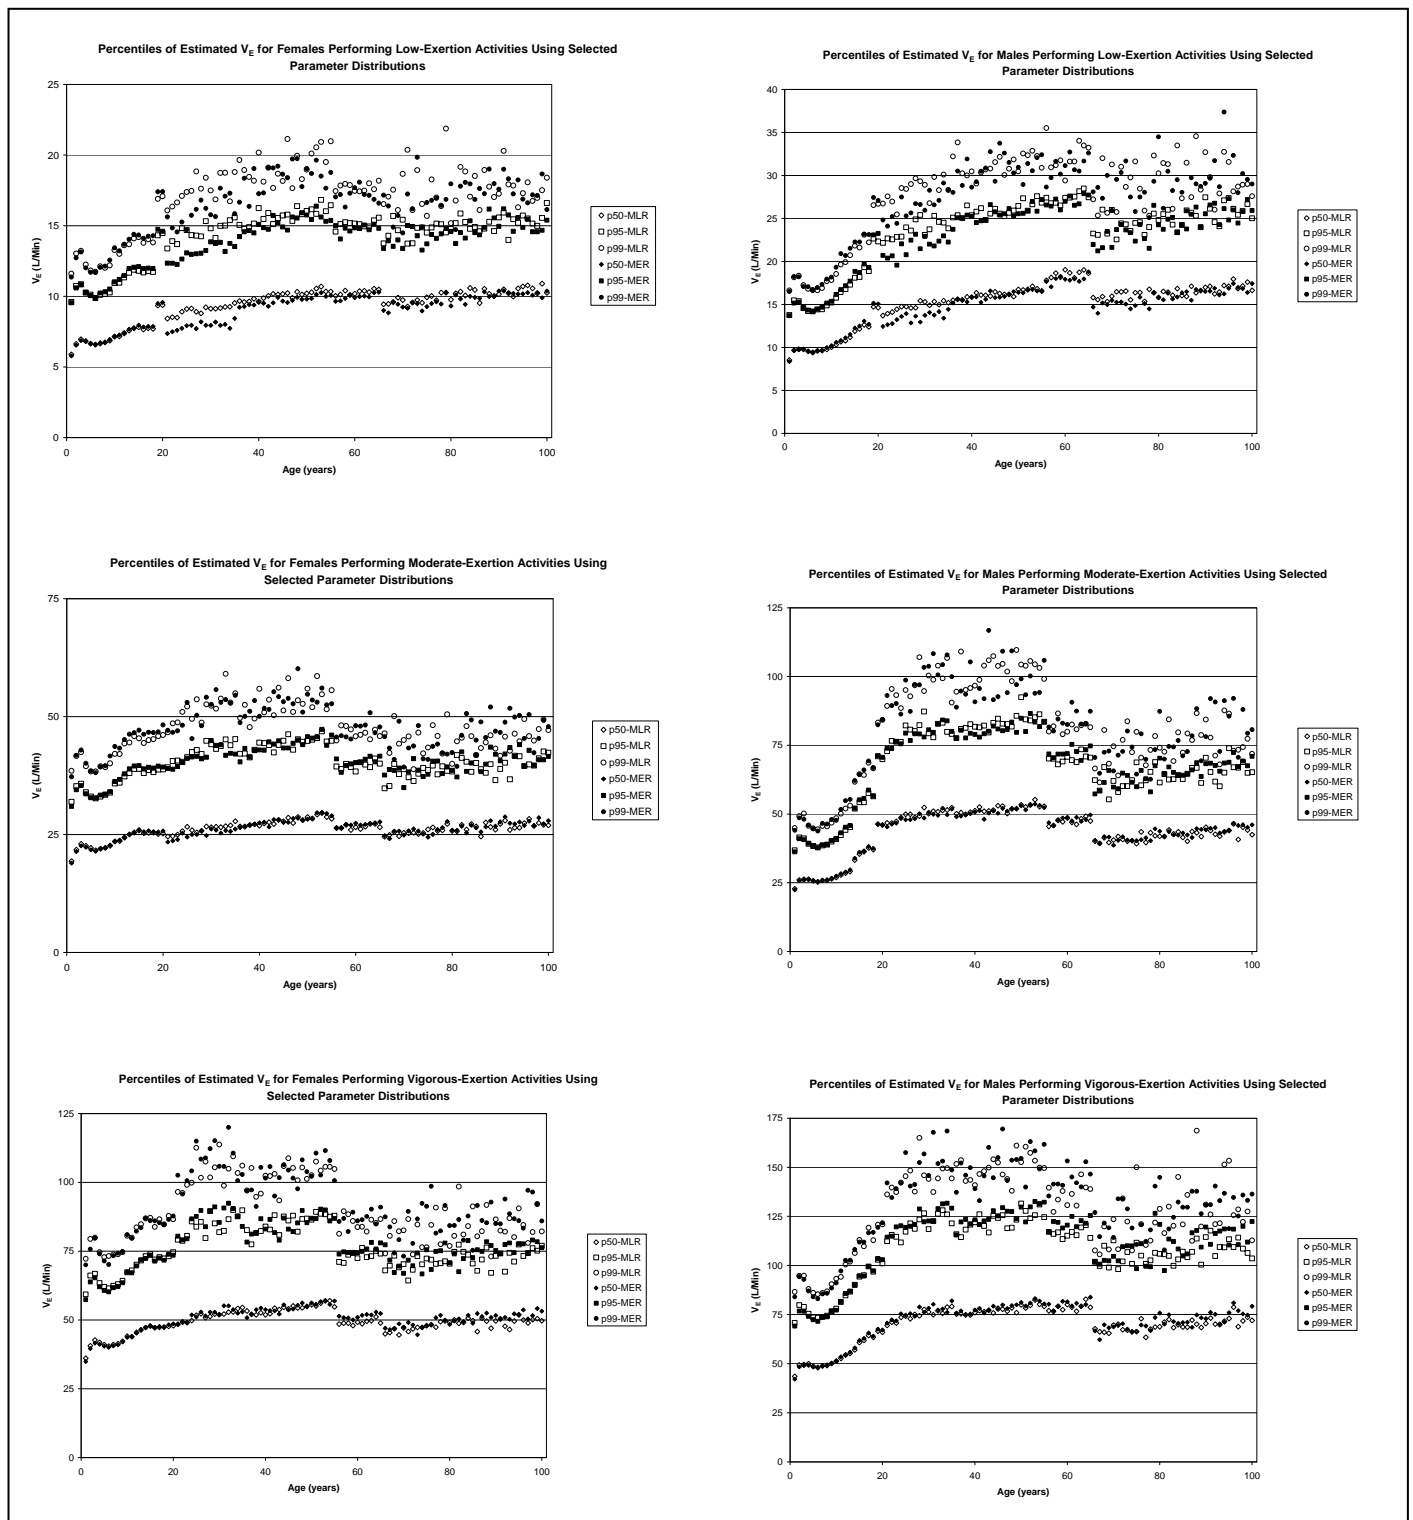 Percentiles of Estimated VE for Females Performing Low-Exertion Activities Using Selected
Parameter Distributions
25
20
15
10
5
0
VE (L/Min)
0 20 40 60 80 100
Age (years)
p50-MLR
p95-MLR
p99-MLR
p50-MER
p95-MER
p99-MER
Percentiles of Estimated VE for Males Performing Low-Exertion Activities Using Selected
Parameter Distributions
40
35
30
25
20
15
10
5
0
VE (L/Min)
0 20 40 60 80 100
Age (years)
p50-MLR
p95-MLR
p99-MLR
p50-MER
p95-MER
p99-MER
Percentiles of Estimated VE for Females Performing Moderate-Exertion Activities Using
Selected Parameter Distributions
75
50
25
0
VE (L/Min)
0 20 40 60 80 100
Age (years)
p50-MLR
p95-MLR
p99-MLR
p50-MER
p95-MER
p99-MER
Percentiles of Estimated VE for Males Performing Moderate-Exertion Activities Using Selected
Parameter Distributions
125
100
75
50
25
0
VE (L/Min)
0 20 40 60 80 100
Age (years)
p50-MLR
p95-MLR
p99-MLR
p50-MER
p95-MER
p99-MER
Percentiles of Estimated VE for Females Performing Vigorous-Exertion Activities Using
Selected Parameter Distributions
125
100
75
50
25
0
VE (L/Min)
0 20 40 60 80 100
Age (years)
p50-MLR
p95-MLR
p99-MLR
p50-MER
p95-MER
p99-MER
Percentiles of Estimated VE for Males Performing Vigorous-Exertion Activities Using Selected
Parameter Distributions
175
150
125
100
75
50
25
0
VE (L/Min)
0 20 40 60 80 100
Age (years)
p50-MLR
p95-MLR
p99-MLR
p50-MER
p95-MER
p99-MER